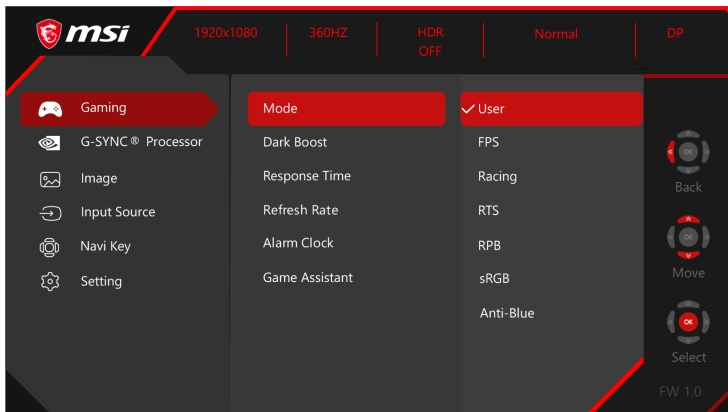 msi
1920x1080
360HZ
HDR
OFF
Normal
DP
Gaming
G-SYNC® Processor
Image
Input Source
Navi Key
Setting
Mode
Dark Boost
Response Time
Refresh Rate
Alarm Clock
Game Assistant
User
FPS
Racing
RTS
RPB
sRGB
Anti-Blue
OK
Back
OK
Move
OK
Select
FW 1.0